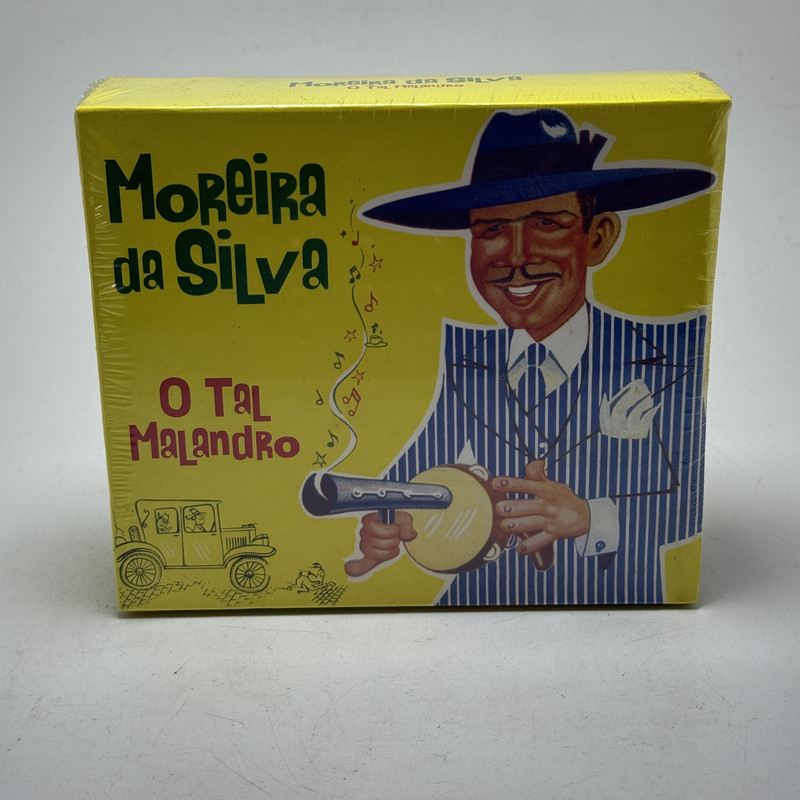 Moreira da Silva
O Tal Malandro
Moreira
da Silva
O Tal
Malandro